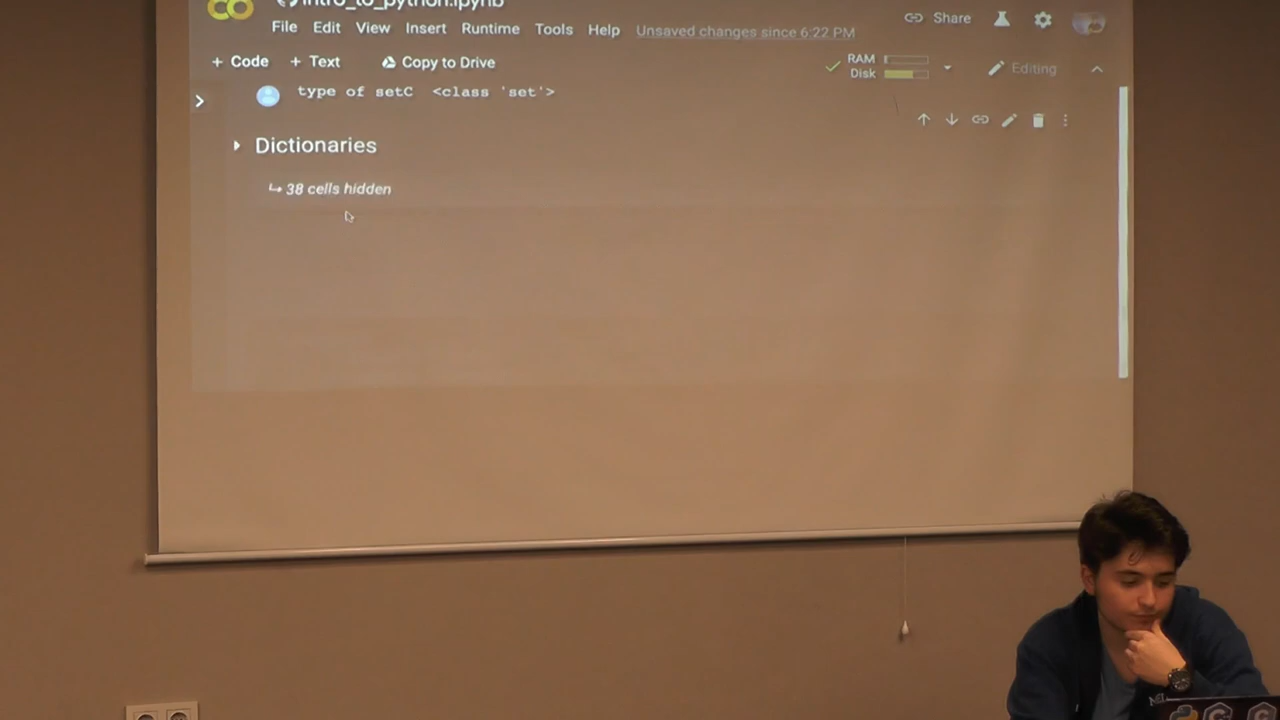 CO intro_to_python.ipynb
File Edit View Insert Runtime Tools Help Unsaved changes since 6:22 PM
Share
+ Code + Text Copy to Drive
RAM
Disk
Editing
type of setC <class 'set'>
Dictionaries
38 cells hidden